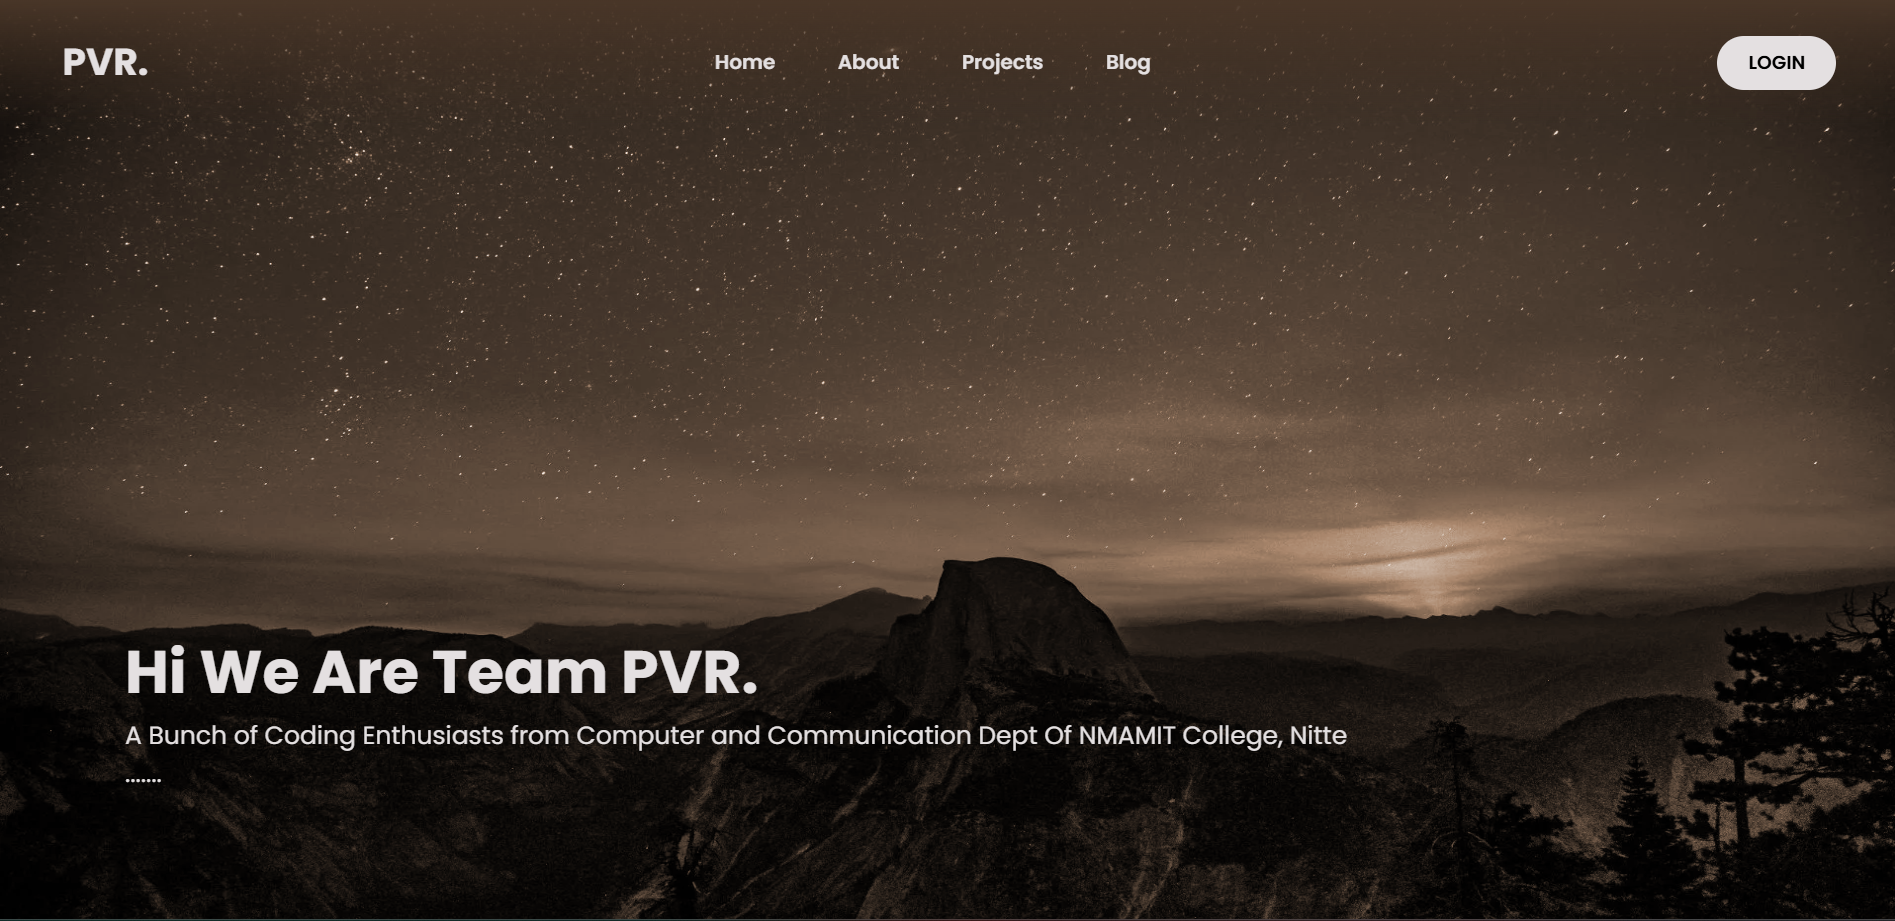 PVR.
Home About Projects Blog
LOGIN
Hi We Are Team PVR.
A Bunch of Coding Enthusiasts from Computer and Communication Dept Of NMAMIT College, Nitte
.......